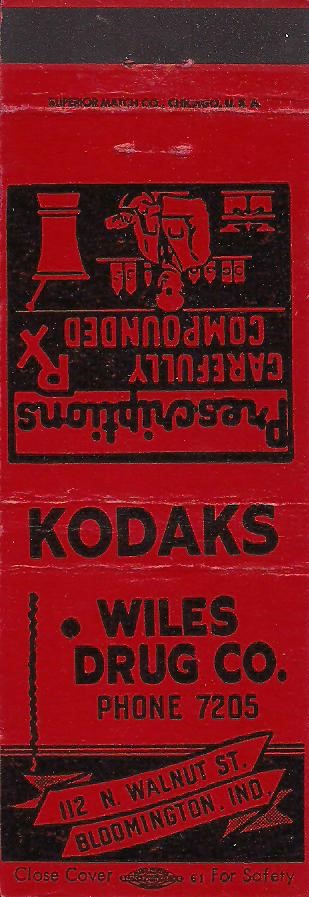 SUPERIOR MATCH CO., CHICAGO, U. S. A.
Prescriptions
CAREFULLY
COMPOUNDED
Rx
KODAKS
• WILES
DRUG CO.
PHONE 7205
112 N. WALNUT ST.
BLOOMINGTON, IND.
Close Cover 61 For Safety